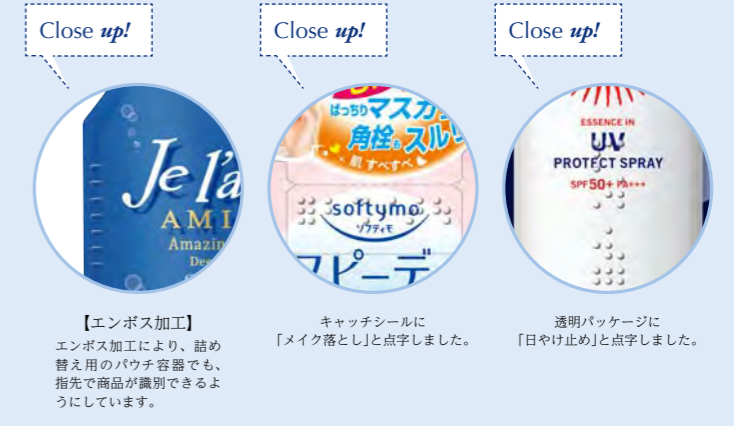 Close up!
Close up!
Close up!
Je l'a
AMI
Amazin
ぱっちりマスカラ
角栓もスルリ
× 肌 すべすべ
softymo
ソフティモ
スピーデ
ESSENCE IN
UV
PROTECT SPRAY
SPF50+ PA+++
【エンボス加工】
エンボス加工により、詰め
替え用のパウチ容器でも、
指先で商品が識別できるよ
うにしています。
キャッチシールに
「メイク落とし」と点字しました。
透明パッケージに
「日やけ止め」と点字しました。